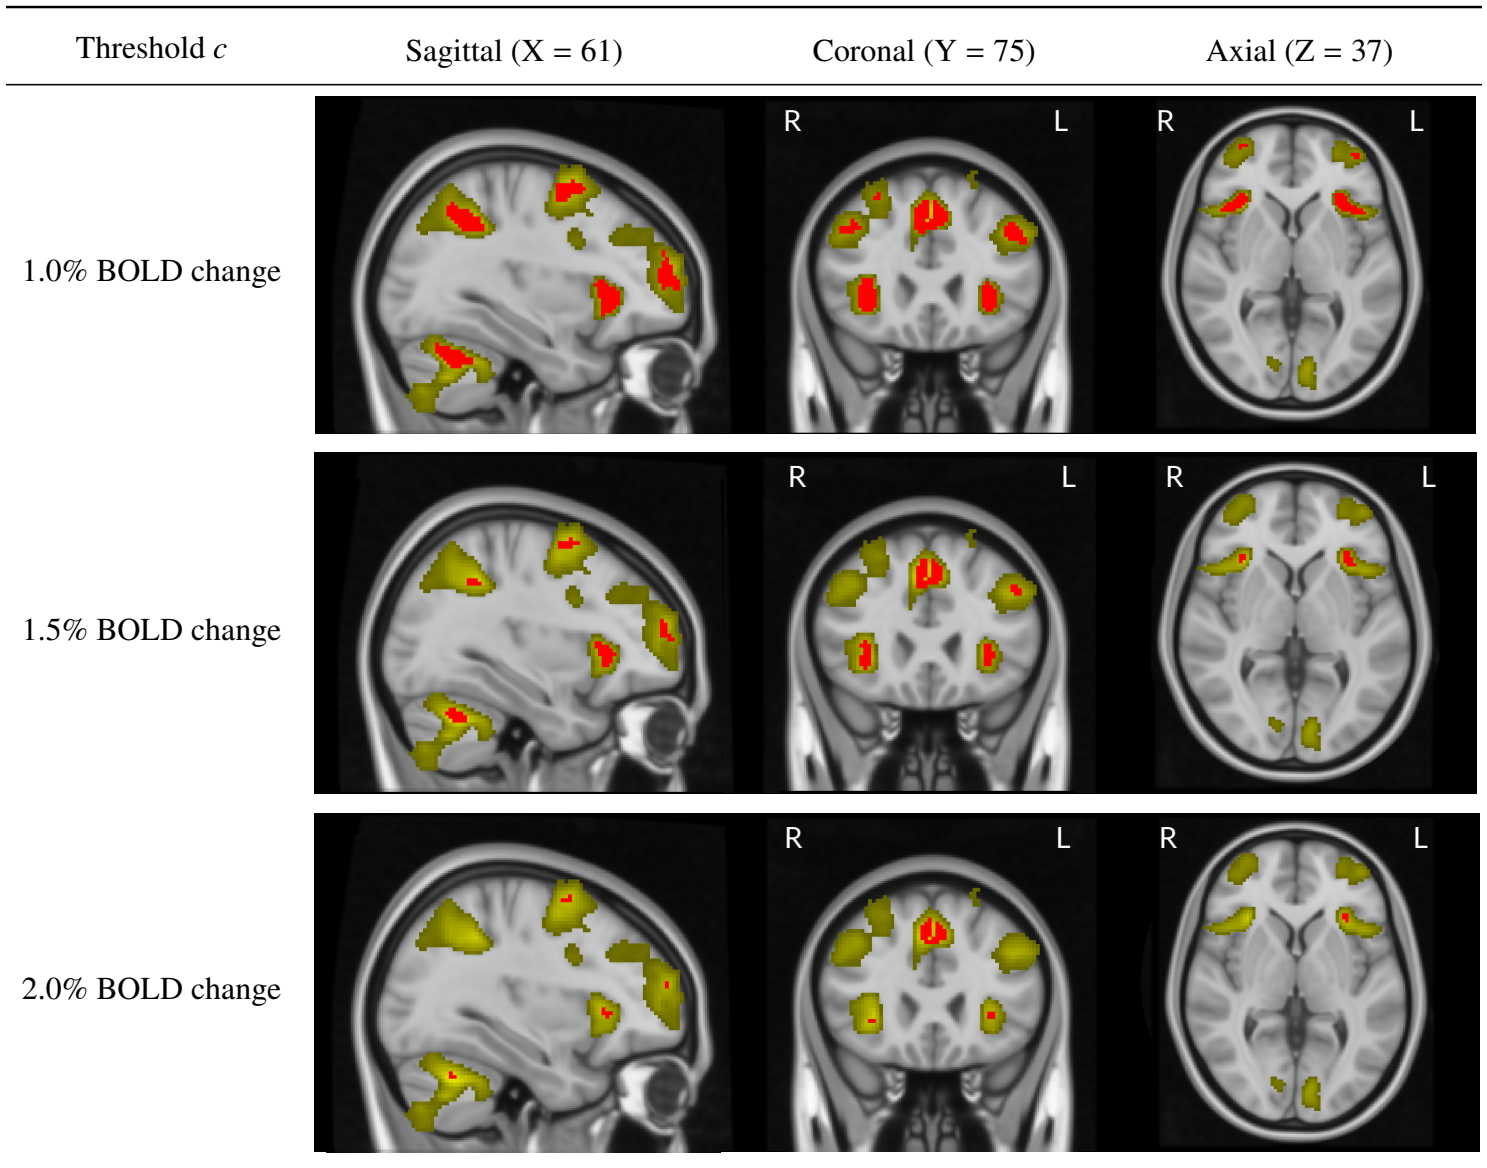 Threshold c Sagittal (X = 61) Coronal (Y = 75) Axial (Z = 37)
R L R L
1.0% BOLD change
R L R L
1.5% BOLD change
R L R L
2.0% BOLD change